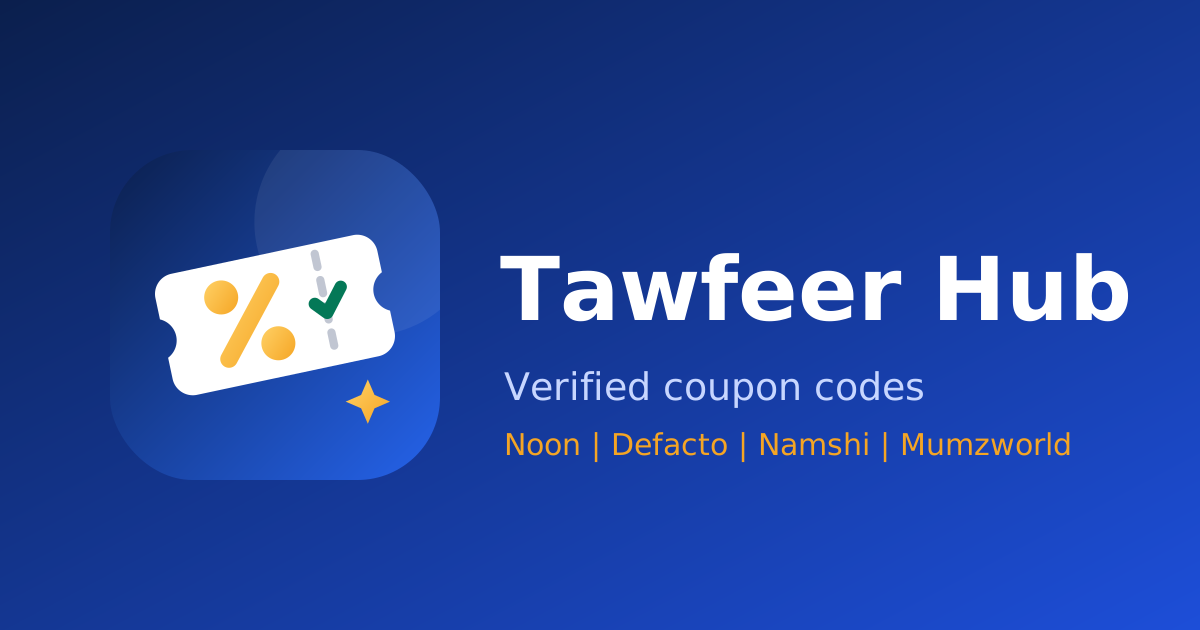 Tawfeer Hub
Verified coupon codes
Noon | Defacto | Namshi | Mumzworld